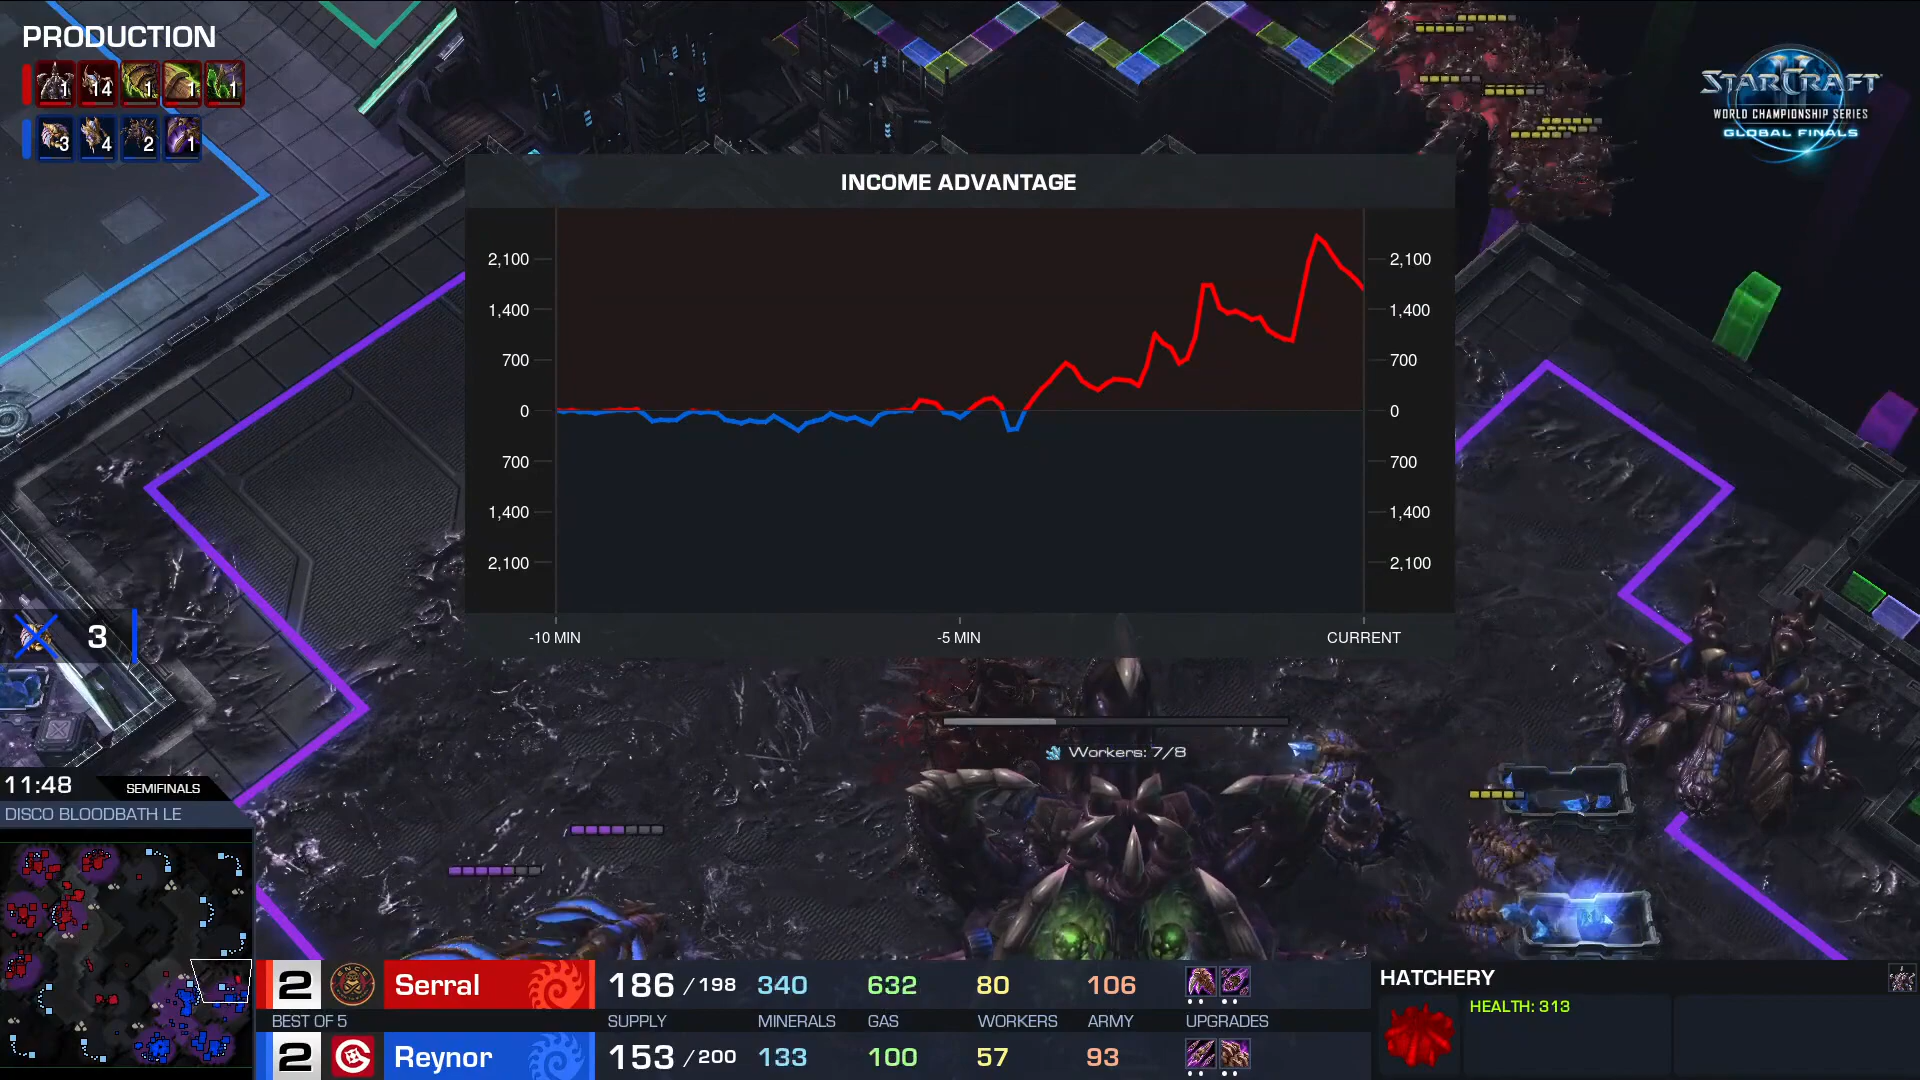 PRODUCTION
1 14 1 1 1
3 4 2 1
STARCRAFT II
WORLD CHAMPIONSHIP SERIES
GLOBAL FINALS
INCOME ADVANTAGE
2,100 2,100
1,400 1,400
700 700
0 0
700 700
1,400 1,400
2,100 2,100
-10 MIN -5 MIN CURRENT
3
Workers: 7/8
11:48 SEMIFINALS
DISCO BLOODBATH LE
2 ENCE Serral 186 / 198 340 632 80 106
BEST OF 5 SUPPLY MINERALS GAS WORKERS ARMY UPGRADES
2 Reynor 153 / 200 133 100 57 93
HATCHERY
HEALTH: 313